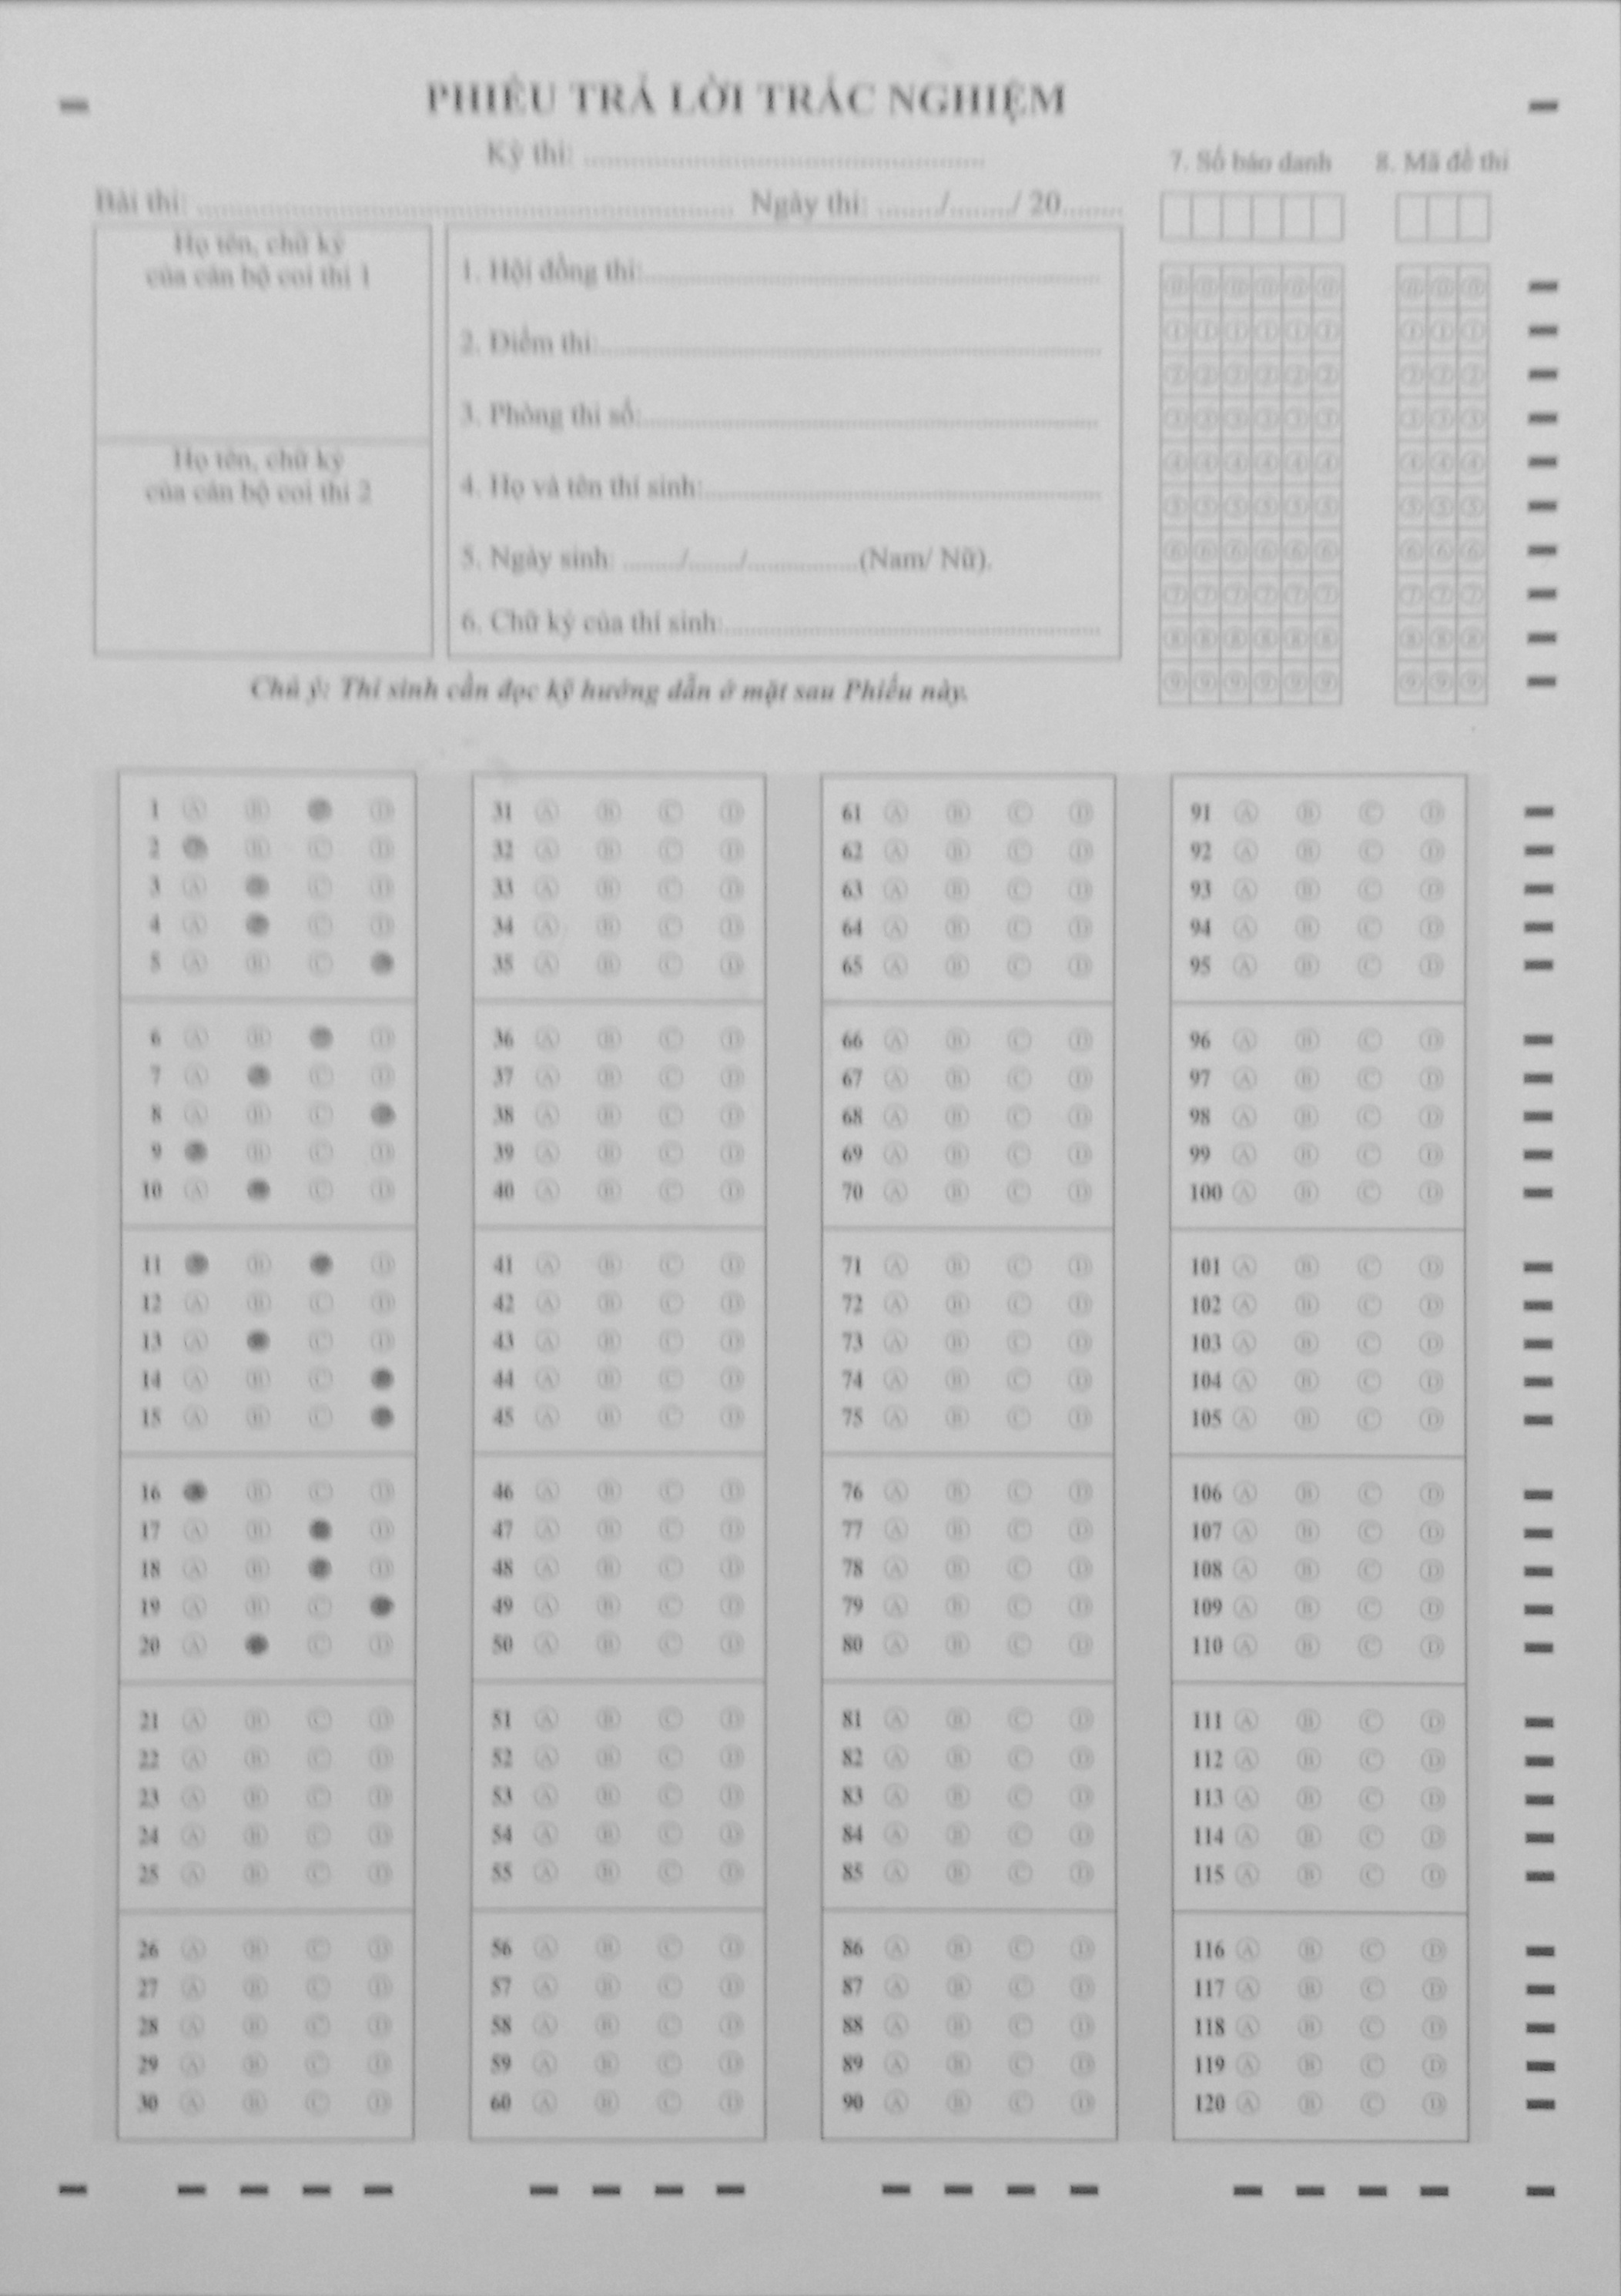 PHIẾU TRẢ LỜI TRẮC NGHIỆM
Kỳ thi: ................................................
7. Số báo danh 8. Mã đề thi
Bài thi: ................................................................ Ngày thi: ......../......../ 20........
Họ tên, chữ ký
của cán bộ coi thi 1
Họ tên, chữ ký
của cán bộ coi thi 2
1. Hội đồng thi:................................................
2. Điểm thi:................................................
3. Phòng thi số:................................................
4. Họ và tên thí sinh:................................................
5. Ngày sinh: ......../......../................(Nam/ Nữ).
6. Chữ ký của thí sinh:................................................
Chú ý: Thí sinh cần đọc kỹ hướng dẫn ở mặt sau Phiếu này.
0 0 0 0 0 0 0 0 0
1 1 1 1 1 1 1 1 1
2 2 2 2 2 2 2 2 2
3 3 3 3 3 3 3 3 3
4 4 4 4 4 4 4 4 4
5 5 5 5 5 5 5 5 5
6 6 6 6 6 6 6 6 6
7 7 7 7 7 7 7 7 7
8 8 8 8 8 8 8 8 8
9 9 9 9 9 9 9 9 9
1 A B D
2 B C D
3 A C D
4 A C D
5 A B C
6 A B D
7 A C D
8 A B C
9 B C D
10 A C D
11 B D
12 A B C D
13 A C D
14 A B C
15 A B C
16 B C D
17 A B D
18 A B D
19 A B C
20 A C D
21 A B C D
22 A B C D
23 A B C D
24 A B C D
25 A B C D
26 A B C D
27 A B C D
28 A B C D
29 A B C D
30 A B C D
31 A B C D
32 A B C D
33 A B C D
34 A B C D
35 A B C D
36 A B C D
37 A B C D
38 A B C D
39 A B C D
40 A B C D
41 A B C D
42 A B C D
43 A B C D
44 A B C D
45 A B C D
46 A B C D
47 A B C D
48 A B C D
49 A B C D
50 A B C D
51 A B C D
52 A B C D
53 A B C D
54 A B C D
55 A B C D
56 A B C D
57 A B C D
58 A B C D
59 A B C D
60 A B C D
61 A B C D
62 A B C D
63 A B C D
64 A B C D
65 A B C D
66 A B C D
67 A B C D
68 A B C D
69 A B C D
70 A B C D
71 A B C D
72 A B C D
73 A B C D
74 A B C D
75 A B C D
76 A B C D
77 A B C D
78 A B C D
79 A B C D
80 A B C D
81 A B C D
82 A B C D
83 A B C D
84 A B C D
85 A B C D
86 A B C D
87 A B C D
88 A B C D
89 A B C D
90 A B C D
91 A B C D
92 A B C D
93 A B C D
94 A B C D
95 A B C D
96 A B C D
97 A B C D
98 A B C D
99 A B C D
100 A B C D
101 A B C D
102 A B C D
103 A B C D
104 A B C D
105 A B C D
106 A B C D
107 A B C D
108 A B C D
109 A B C D
110 A B C D
111 A B C D
112 A B C D
113 A B C D
114 A B C D
115 A B C D
116 A B C D
117 A B C D
118 A B C D
119 A B C D
120 A B C D